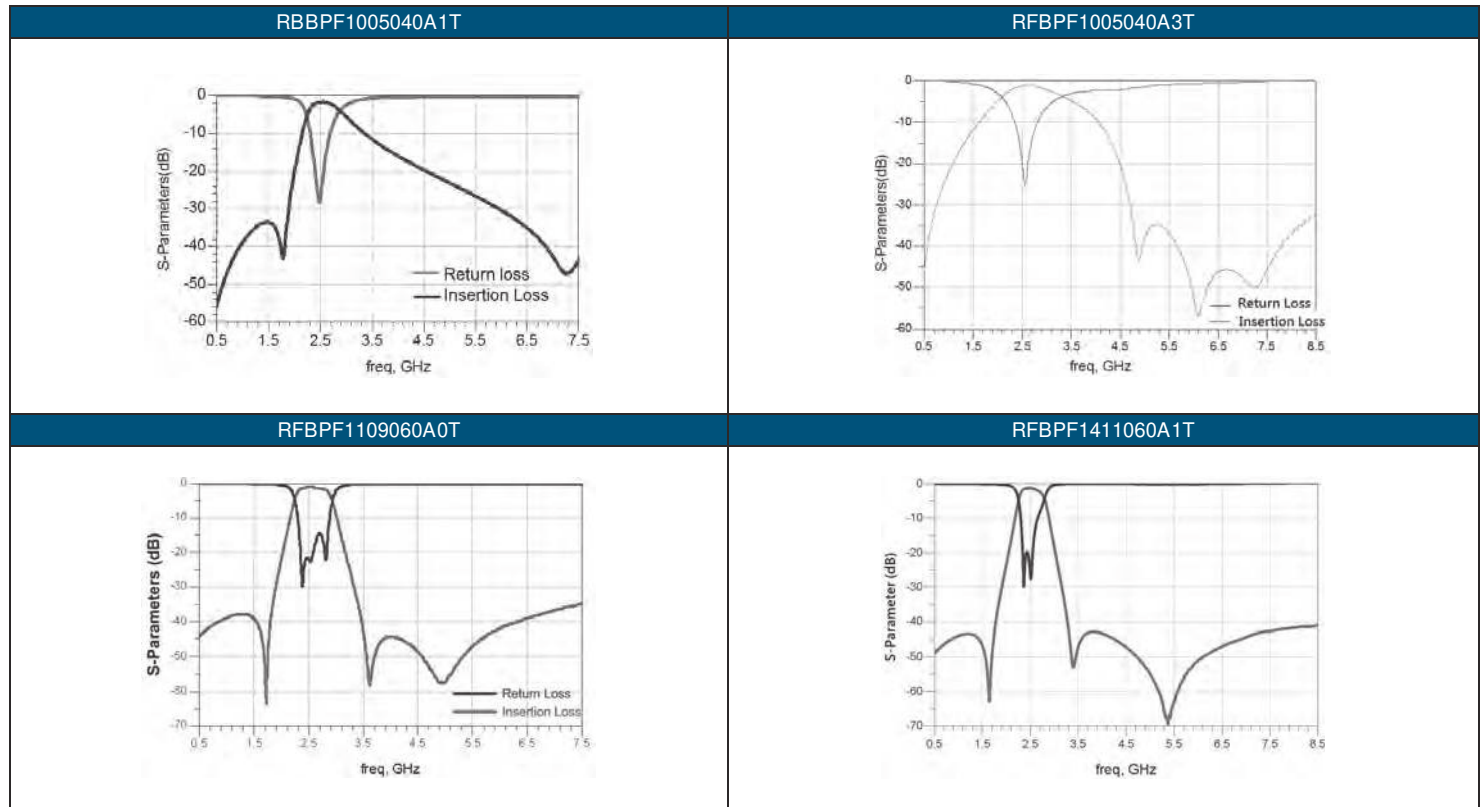 RBBPF1005040A1T
S-Parameters(dB)
0
-10
-20
-30
-40
-50
-60
Return loss
Insertion Loss
0.5 1.5 2.5 3.5 4.5 5.5 6.5 7.5
freq, GHz
RFBPF1005040A3T
S-Parameters(dB)
0
-10
-20
-30
-40
-50
-60
Return Loss
Insertion Loss
0.5 1.5 2.5 3.5 4.5 5.5 6.5 7.5 8.5
freq, GHz
RFBPF1109060A0T
S-Parameters (dB)
0
-10
-20
-30
-40
-50
-60
-70
Return Loss
Insertion Loss
0.5 1.5 2.5 3.5 4.5 5.5 6.5 7.5
freq, GHz
RFBPF1411060A1T
S-Parameter (dB)
0
-10
-20
-30
-40
-50
-60
-70
0.5 1.5 2.5 3.5 4.5 5.5 6.5 7.5 8.5
freq, GHz